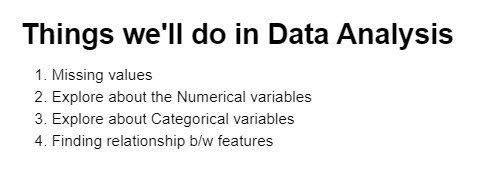 Things we'll do in Data Analysis
1. Missing values
2. Explore about the Numerical variables
3. Explore about Categorical variables
4. Finding relationship b/w features